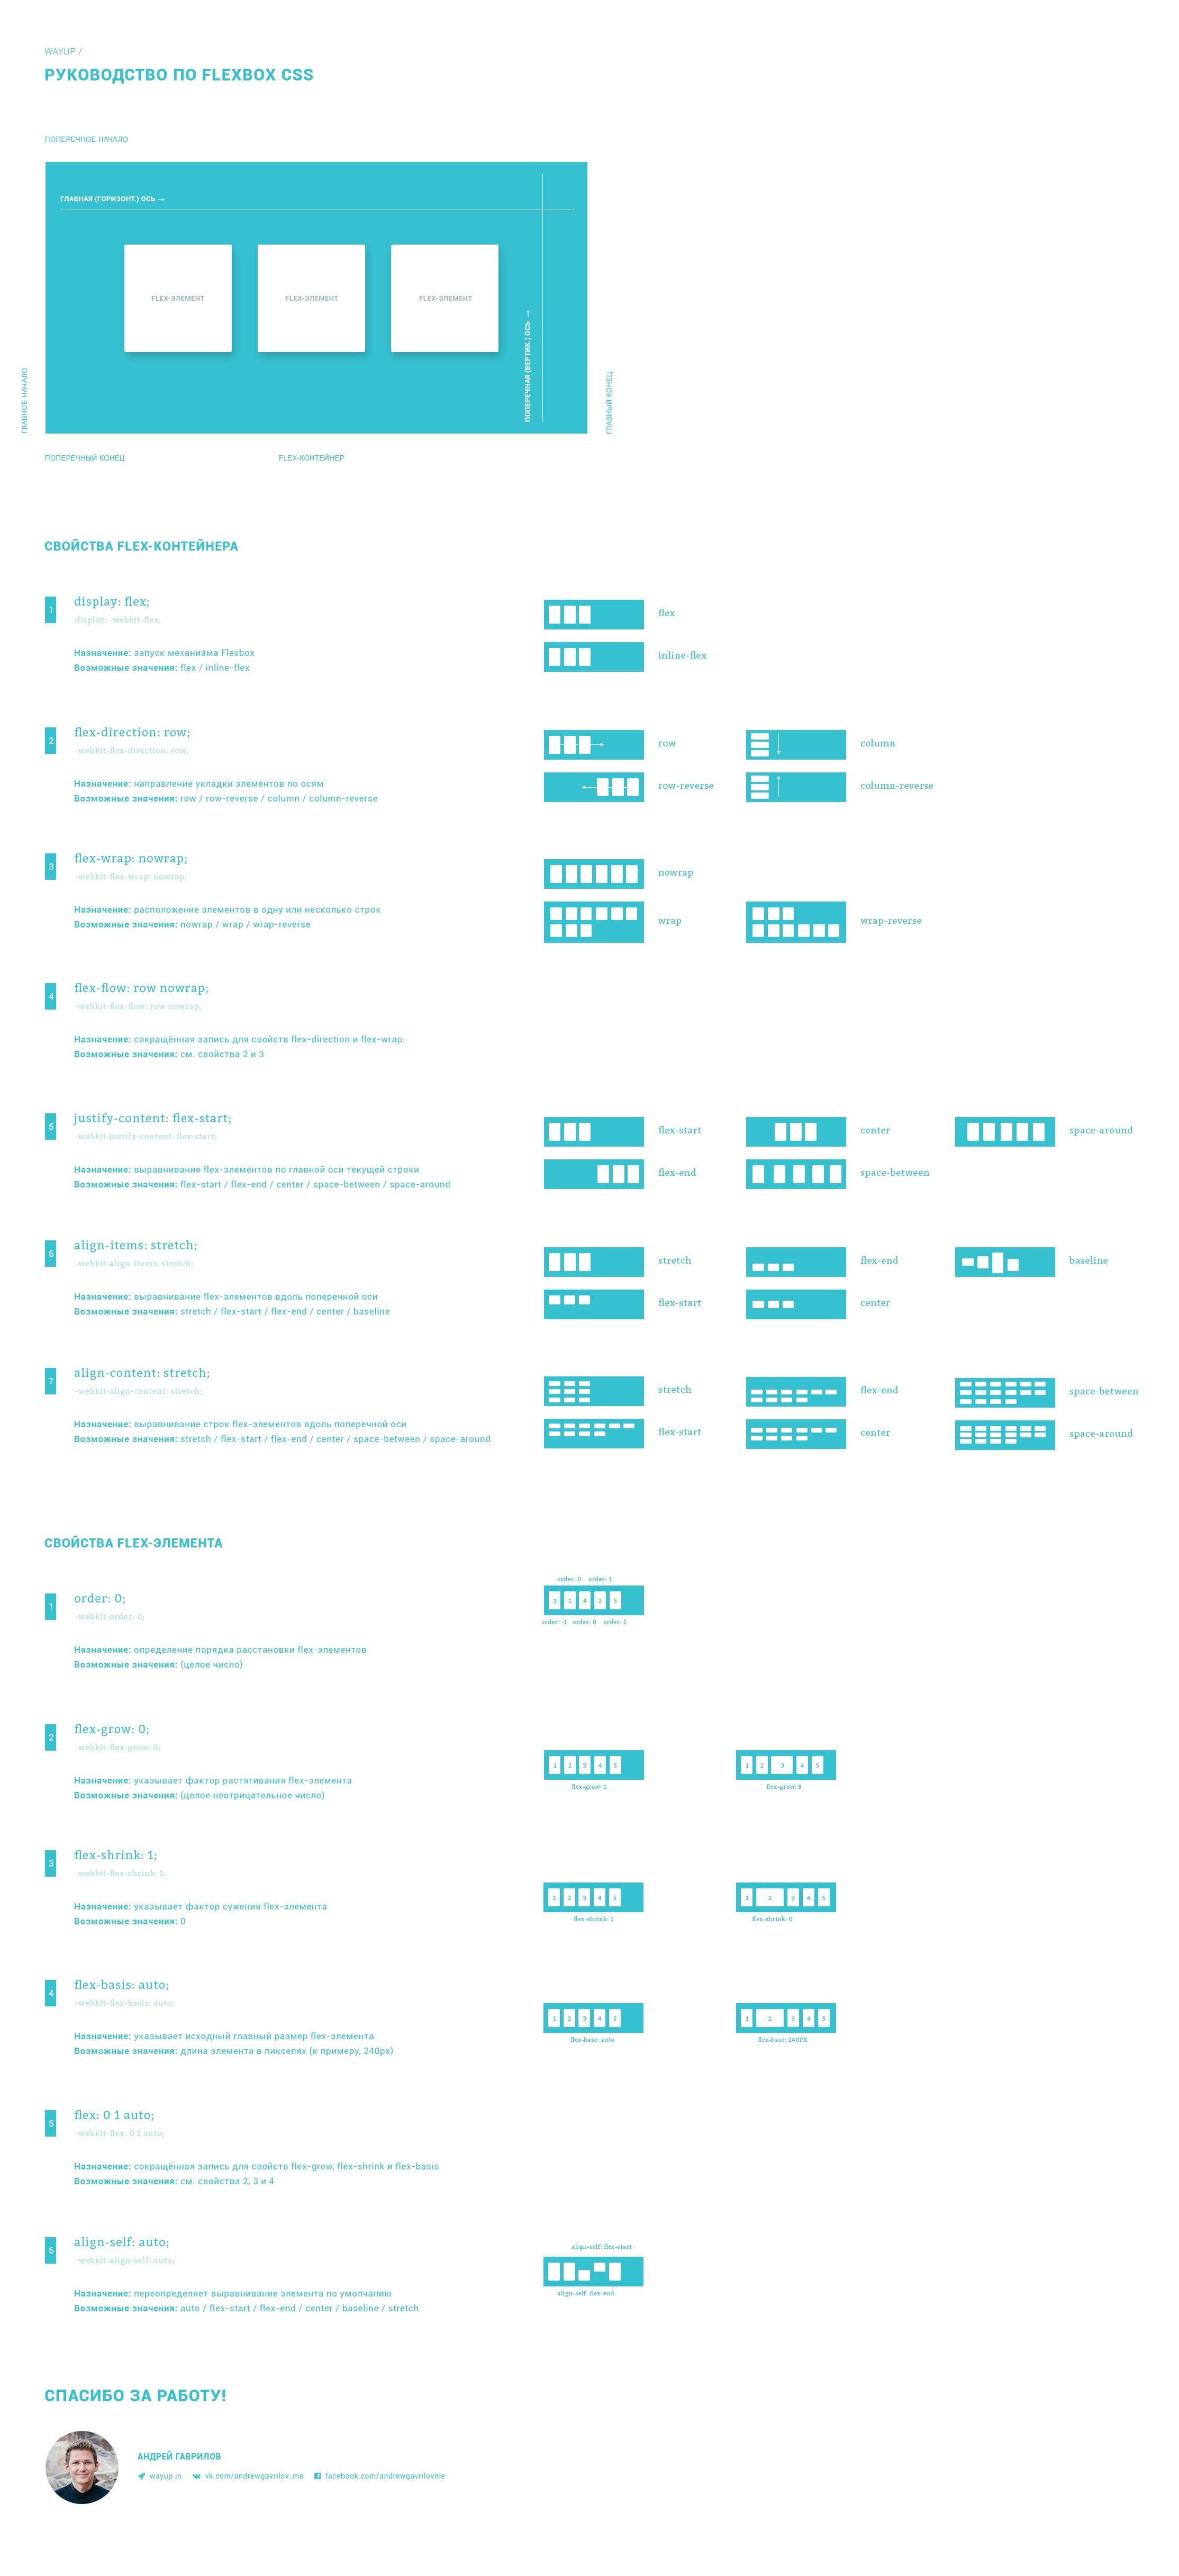 WAYUP /
РУКОВОДСТВО ПО FLEXBOX CSS
ПОПЕРЕЧНОЕ НАЧАЛО
ГЛАВНАЯ (ГОРИЗОНТ.) ОСЬ →
FLEX-ЭЛЕМЕНТ
FLEX-ЭЛЕМЕНТ
FLEX-ЭЛЕМЕНТ
ПОПЕРЕЧНАЯ (ВЕРТИК.) ОСЬ →
ГЛАВНОЕ НАЧАЛО
ГЛАВНЫЙ КОНЕЦ
ПОПЕРЕЧНЫЙ КОНЕЦ
FLEX-КОНТЕЙНЕР
СВОЙСТВА FLEX-КОНТЕЙНЕРА
1
display: flex;
display: -webkit-flex;
Назначение: запуск механизма Flexbox
Возможные значения: flex / inline-flex
flex
inline-flex
2
flex-direction: row;
-webkit-flex-direction: row;
Назначение: направление укладки элементов по осям
Возможные значения: row / row-reverse / column / column-reverse
row
column
row-reverse
column-reverse
3
flex-wrap: nowrap;
-webkit-flex-wrap: nowrap;
Назначение: расположение элементов в одну или несколько строк
Возможные значения: nowrap / wrap / wrap-reverse
nowrap
wrap
wrap-reverse
4
flex-flow: row nowrap;
-webkit-flex-flow: row nowrap;
Назначение: сокращённая запись для свойств flex-direction и flex-wrap.
Возможные значения: см. свойства 2 и 3
5
justify-content: flex-start;
-webkit-justify-content: flex-start;
Назначение: выравнивание flex-элементов по главной оси текущей строки
Возможные значения: flex-start / flex-end / center / space-between / space-around
flex-start
center
space-around
flex-end
space-between
6
align-items: stretch;
-webkit-align-items: stretch;
Назначение: выравнивание flex-элементов вдоль поперечной оси
Возможные значения: stretch / flex-start / flex-end / center / baseline
stretch
flex-end
baseline
flex-start
center
7
align-content: stretch;
-webkit-align-content: stretch;
Назначение: выравнивание строк flex-элементов вдоль поперечной оси
Возможные значения: stretch / flex-start / flex-end / center / space-between / space-around
stretch
flex-end
space-between
flex-start
center
space-around
СВОЙСТВА FLEX-ЭЛЕМЕНТА
1
order: 0;
-webkit-order: 0;
Назначение: определение порядка расстановки flex-элементов
Возможные значения: (целое число)
order: 0 order: 1
3 1 4 2 5
order: -1 order: 0 order: 2
2
flex-grow: 0;
-webkit-flex-grow: 0;
Назначение: указывает фактор растягивания flex-элемента
Возможные значения: (целое неотрицательное число)
1 2 3 4 5
flex-grow: 1
1 2 3 4 5
flex-grow: 3
3
flex-shrink: 1;
-webkit-flex-shrink: 1;
Назначение: указывает фактор сужения flex-элемента
Возможные значения: 0
1 2 3 4 5
flex-shrink: 1
1 2 3 4 5
flex-shrink: 0
4
flex-basis: auto;
-webkit-flex-basis: auto;
Назначение: указывает исходный главный размер flex-элемента
Возможные значения: длина элемента в пикселях (к примеру, 240px)
1 2 3 4 5
flex-base: auto
1 2 3 4 5
flex-base: 240PX
5
flex: 0 1 auto;
-webkit-flex: 0 1 auto;
Назначение: сокращённая запись для свойств flex-grow, flex-shrink и flex-basis
Возможные значения: см. свойства 2, 3 и 4
6
align-self: auto;
-webkit-align-self: auto;
Назначение: переопределяет выравнивание элемента по умолчанию
Возможные значения: auto / flex-start / flex-end / center / baseline / stretch
align-self: flex-start
align-self: flex-end
СПАСИБО ЗА РАБОТУ!
АНДРЕЙ ГАВРИЛОВ
wayup.in vk.com/andrewgavrilov_me facebook.com/andrewgavrilovme